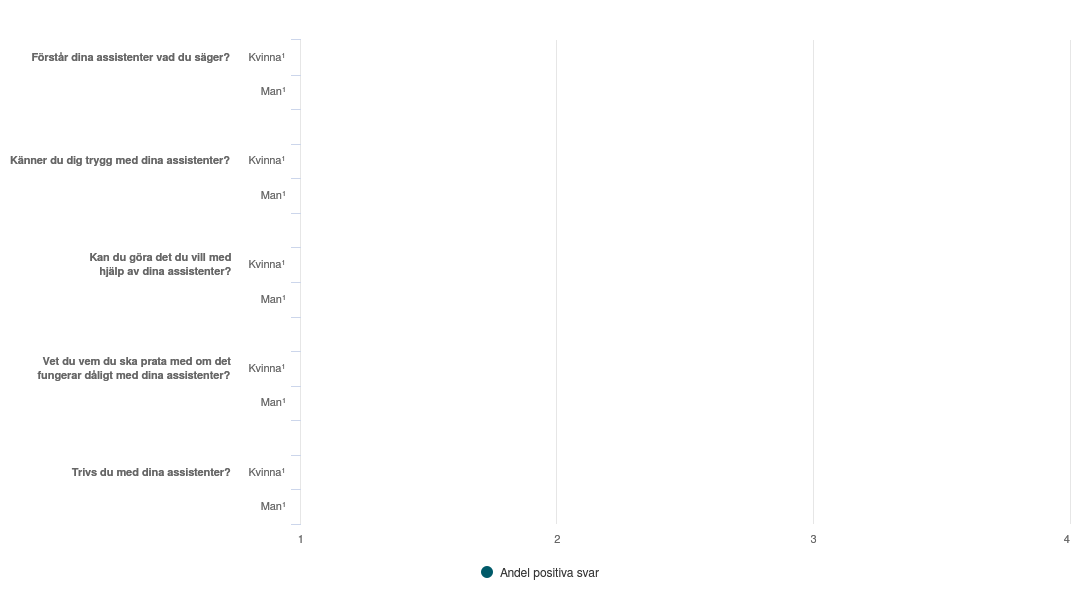 Förstår dina assistenter vad du säger?
Kvinna¹
Man¹
Känner du dig trygg med dina assistenter?
Kvinna¹
Man¹
Kan du göra det du vill med
hjälp av dina assistenter?
Kvinna¹
Man¹
Vet du vem du ska prata med om det
fungerar dåligt med dina assistenter?
Kvinna¹
Man¹
Trivs du med dina assistenter?
Kvinna¹
Man¹
1 2 3 4
Andel positiva svar